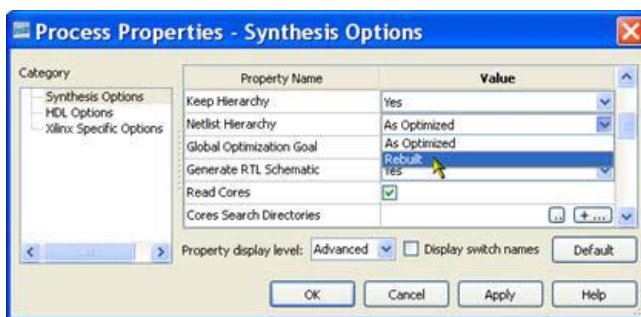 Process Properties - Synthesis Options
Category
Synthesis Options
HDL Options
Xilinx Specific Options
Property Name Value
Keep Hierarchy Yes
Netlist Hierarchy As Optimized
Global Optimization Goal As Optimized
Rebuilt
Generate RTL Schematic Yes
Read Cores
Cores Search Directories .. + ...
Property display level: Advanced Display switch names Default
OK Cancel Apply Help